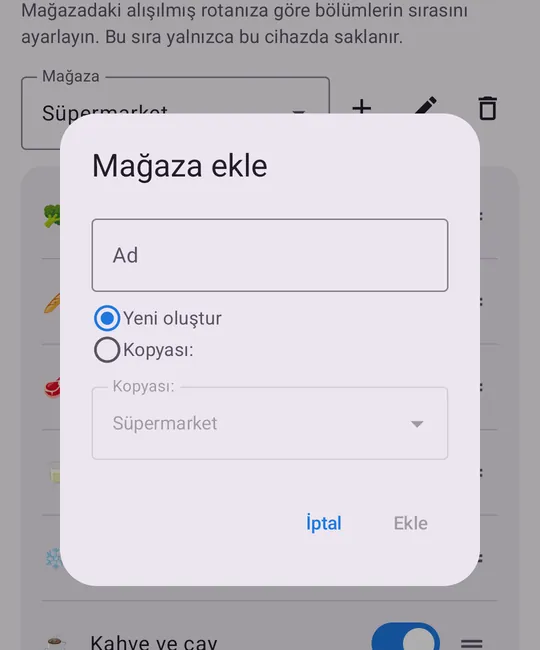 Mağazadaki alışılmış rotanıza göre bölümlerin sırasını
ayarlayın. Bu sıra yalnızca bu cihazda saklanır.
Mağaza
Süpermarket
Mağaza ekle
Ad
Yeni oluştur
Kopyası:
Kopyası:
Süpermarket
İptal
Ekle
Kahve ve çay